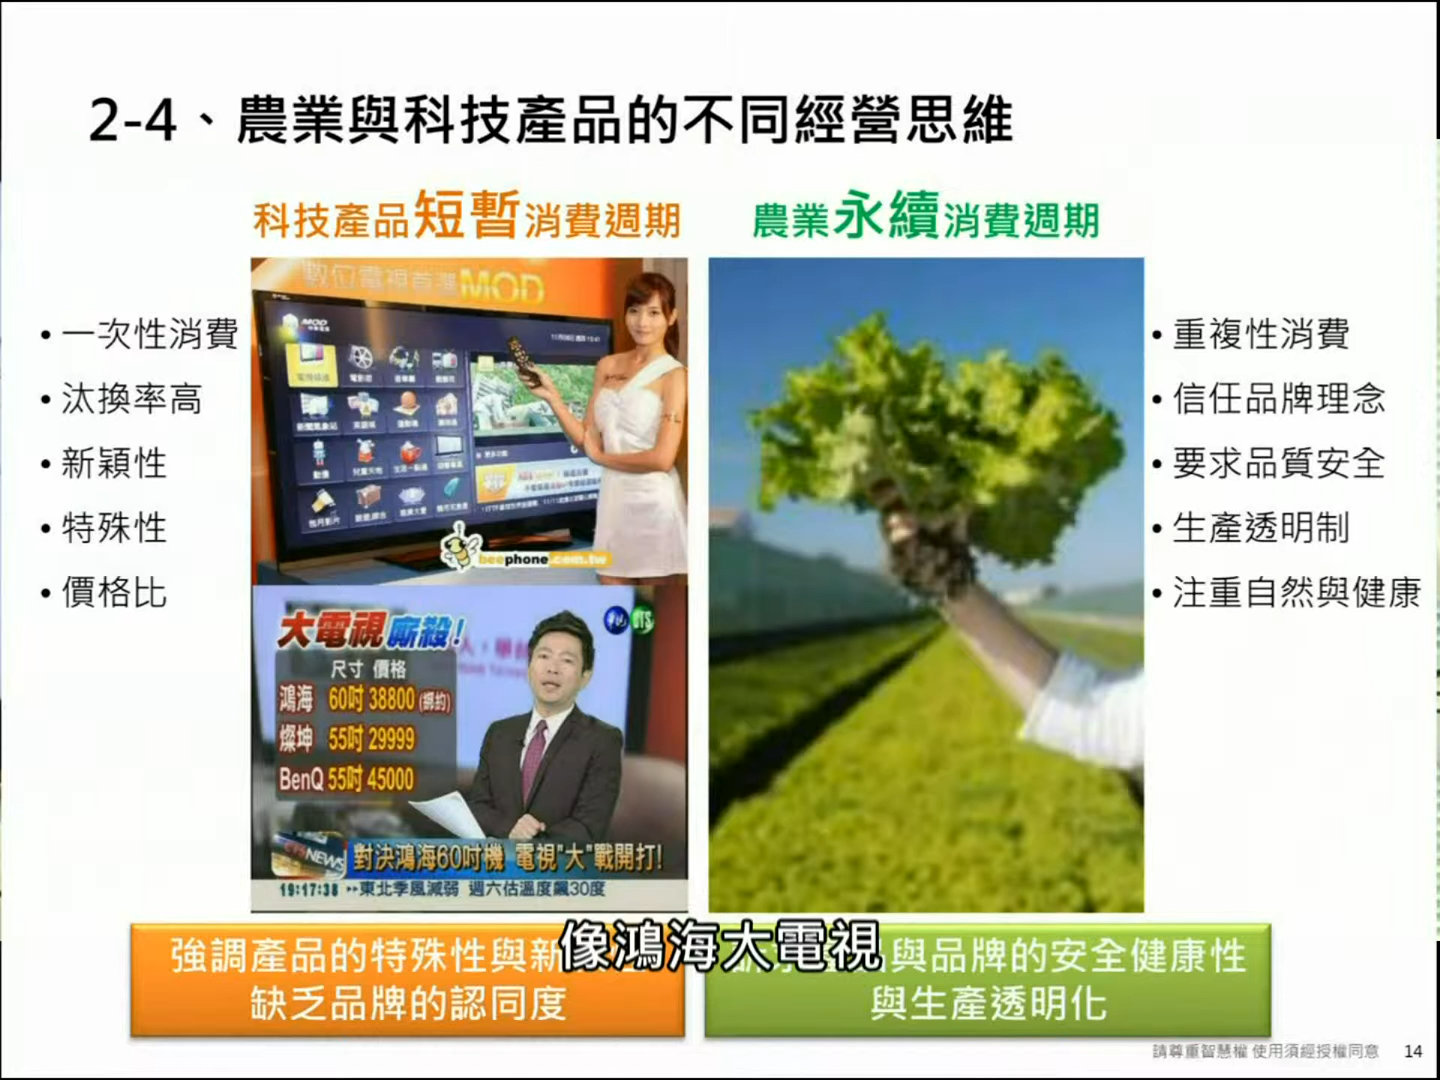 2-4、農業與科技產品的不同經營思維
科技產品短暫消費週期
農業永續消費週期
• 一次性消費
• 汰換率高
• 新穎性
• 特殊性
• 價格比
數位電視首選MOD
MOD
beephone.com.tw
大電視廝殺!
尺寸 價格
鴻海 60吋 38800 (綁約)
燦坤 55吋 29999
BenQ 55吋 45000
CTS
NEWS
對決鴻海60吋機 電視"大"戰開打!
19:17:38 東北季風減弱 週六估溫度飆30度
• 重複性消費
• 信任品牌理念
• 要求品質安全
• 生產透明制
• 注重自然與健康
強調產品的特殊性與新
缺乏品牌的認同度
與品牌的安全健康性
與生產透明化
像鴻海大電視
請尊重智慧權 使用須經授權同意 14